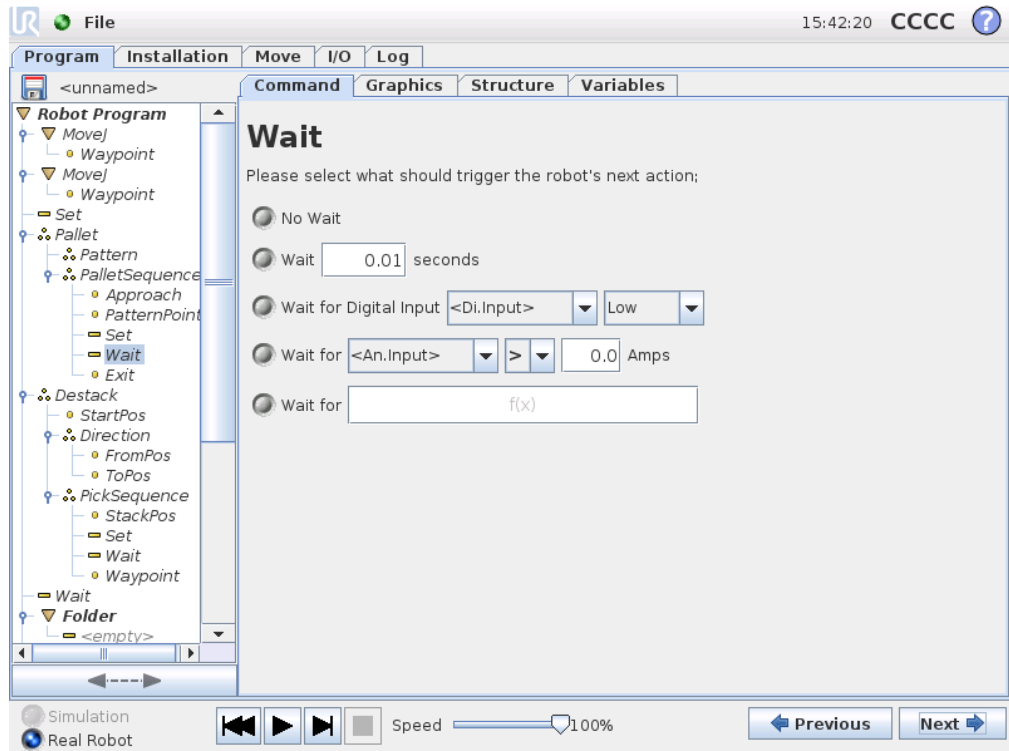 UR File 15:42:20 CCCC ?
Program Installation Move I/O Log
<unnamed>
Command Graphics Structure Variables
Robot Program
MoveJ
Waypoint
MoveJ
Waypoint
Set
Pallet
Pattern
PalletSequence
Approach
PatternPoint
Set
Wait
Exit
Destack
StartPos
Direction
FromPos
ToPos
PickSequence
StackPos
Set
Wait
Waypoint
Wait
Folder
<empty>
Wait
Please select what should trigger the robot's next action;
No Wait
Wait 0.01 seconds
Wait for Digital Input <Di.Input> Low
Wait for <An.Input> > 0.0 Amps
Wait for f(x)
Simulation
Real Robot
Speed 100%
Previous Next